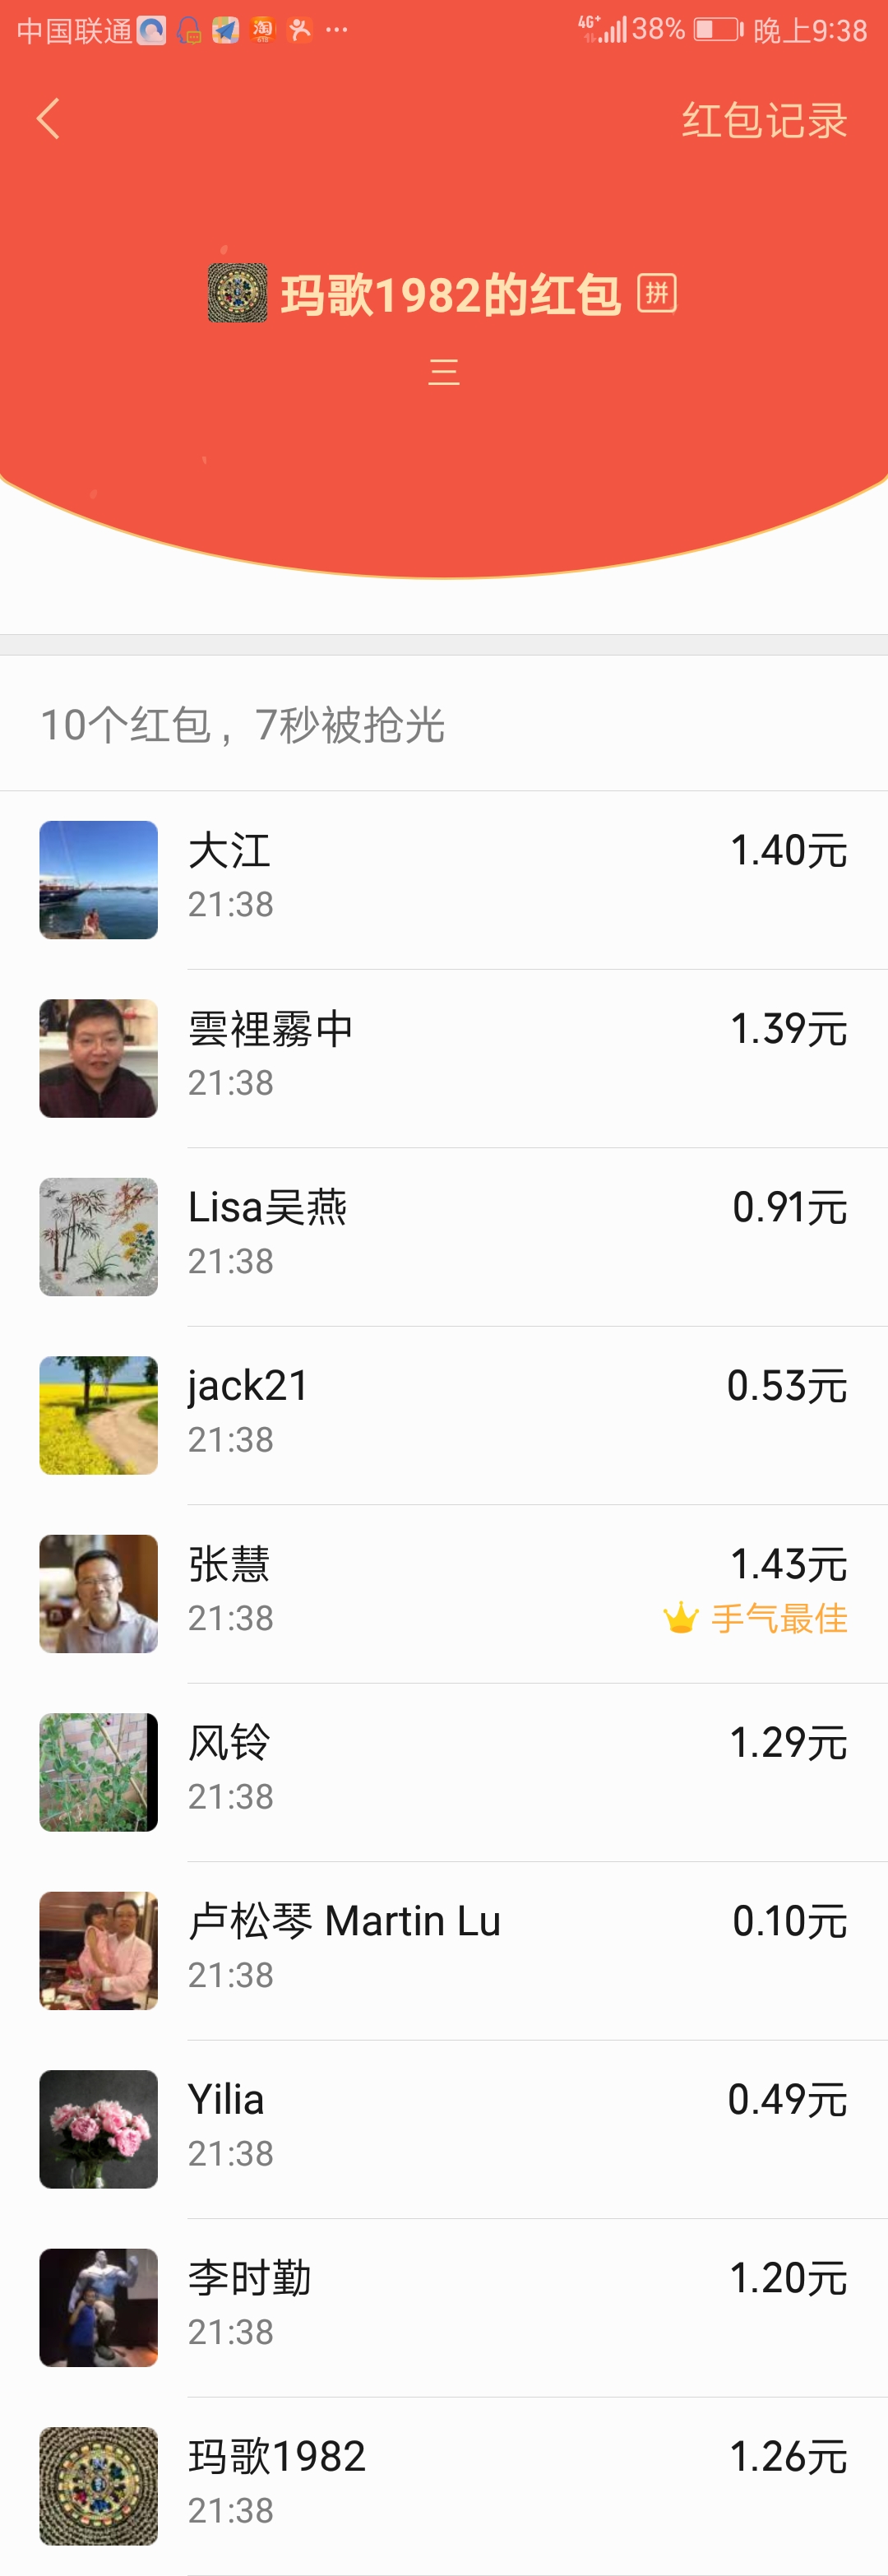 中国联通 淘 ··· 4G+ 38% 晚上9:38
红包记录
玛歌1982的红包 拼
三
10个红包，7秒被抢光
大江 1.40元
21:38
雲裡霧中 1.39元
21:38
Lisa吴燕 0.91元
21:38
jack21 0.53元
21:38
张慧 1.43元
21:38 手气最佳
风铃 1.29元
21:38
卢松琴 Martin Lu 0.10元
21:38
Yilia 0.49元
21:38
李时勤 1.20元
21:38
玛歌1982 1.26元
21:38